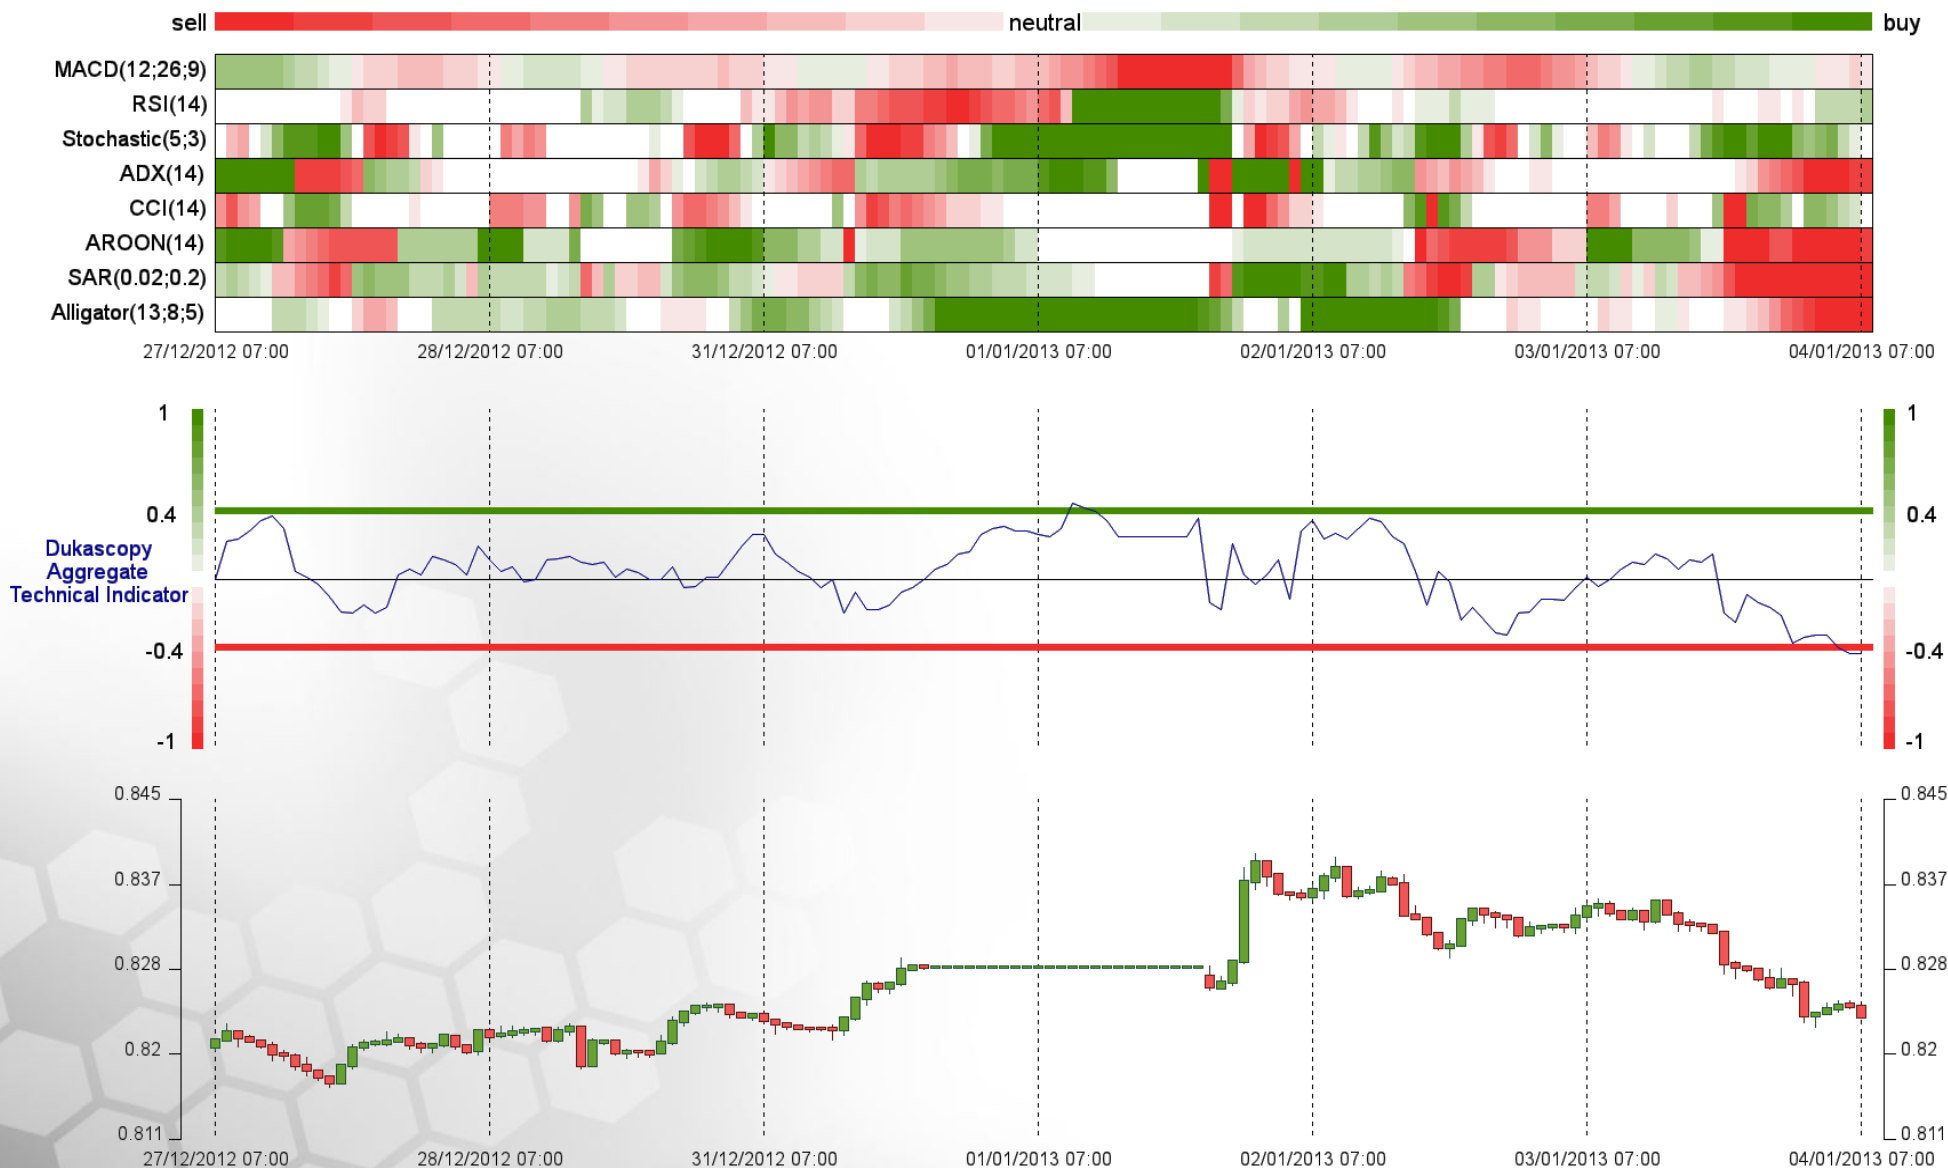 sell neutral buy
MACD(12;26;9)
RSI(14)
Stochastic(5;3)
ADX(14)
CCI(14)
AROON(14)
SAR(0.02;0.2)
Alligator(13;8;5)
27/12/2012 07:00 28/12/2012 07:00 31/12/2012 07:00 01/01/2013 07:00 02/01/2013 07:00 03/01/2013 07:00 04/01/2013 07:00
1 1
0.4 0.4
Dukascopy
Aggregate
Technical Indicator
-0.4 -0.4
-1 -1
0.845 0.845
0.837 0.837
0.828 0.828
0.82 0.82
0.811 0.811
27/12/2012 07:00 28/12/2012 07:00 31/12/2012 07:00 01/01/2013 07:00 02/01/2013 07:00 03/01/2013 07:00 04/01/2013 07:00